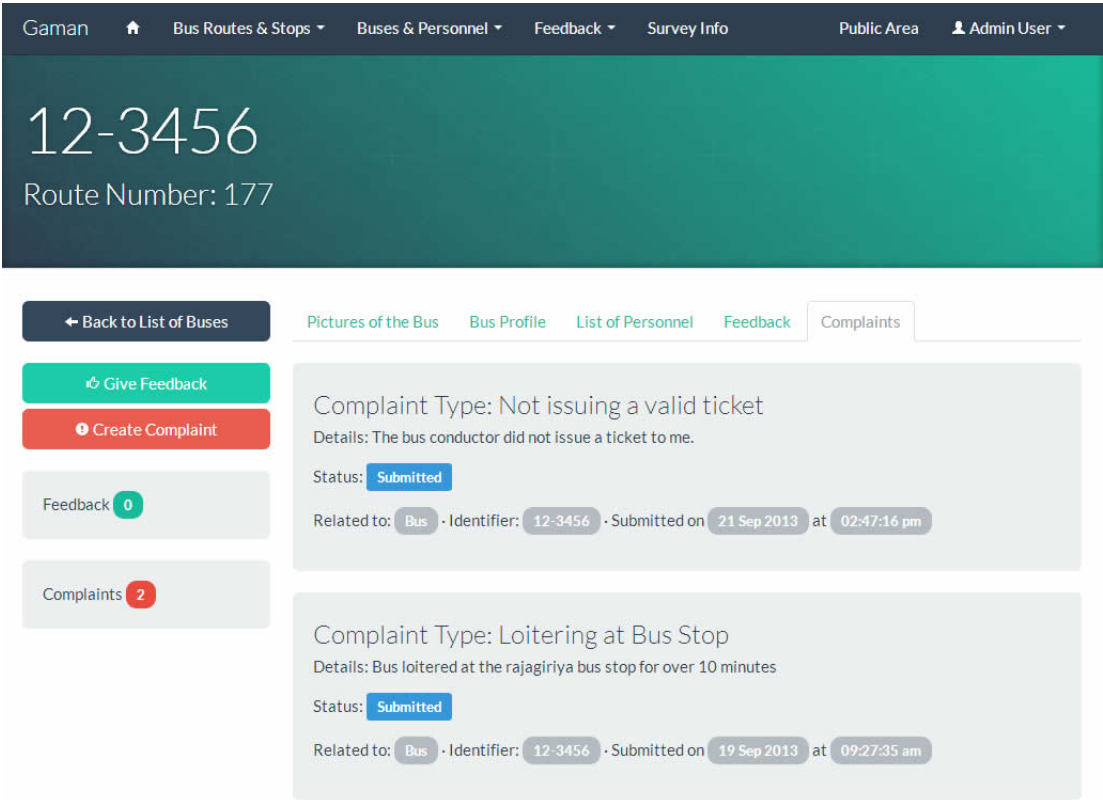 Gaman Bus Routes & Stops Buses & Personnel Feedback Survey Info Public Area Admin User
12-3456
Route Number: 177
Back to List of Buses
Give Feedback
Create Complaint
Feedback 0
Complaints 2
Pictures of the Bus Bus Profile List of Personnel Feedback Complaints
Complaint Type: Not issuing a valid ticket
Details: The bus conductor did not issue a ticket to me.
Status: Submitted
Related to: Bus · Identifier: 12-3456 · Submitted on 21 Sep 2013 at 02:47:16 pm
Complaint Type: Loitering at Bus Stop
Details: Bus loitered at the rajagiriya bus stop for over 10 minutes
Status: Submitted
Related to: Bus · Identifier: 12-3456 · Submitted on 19 Sep 2013 at 09:27:35 am